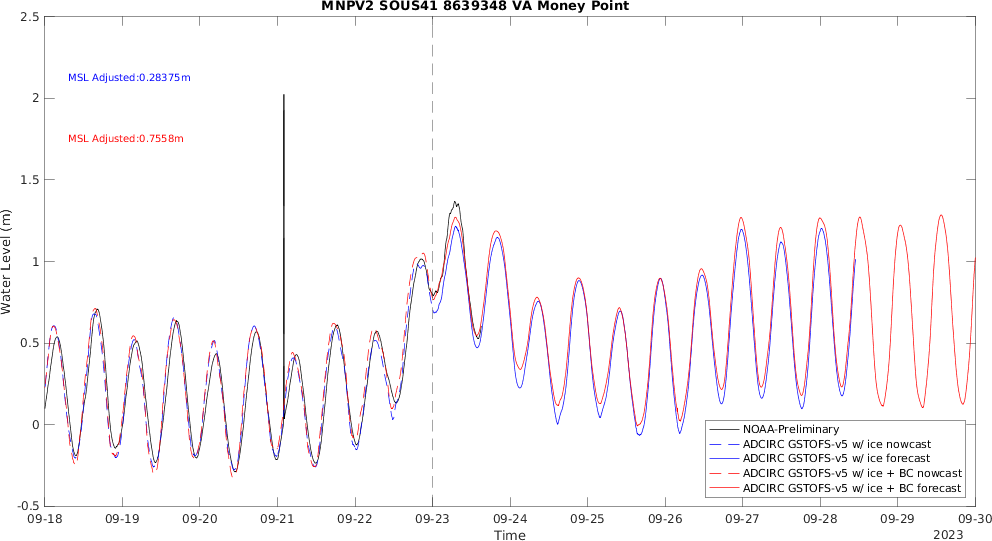 MNPV2 SOUS41 8639348 VA Money Point
2.5
MSL Adjusted:0.28375m
2
MSL Adjusted:0.7558m
1.5
1
0.5
0
-0.5
Water Level (m)
NOAA-Preliminary
ADCIRC GSTOFS-v5 w/ ice nowcast
ADCIRC GSTOFS-v5 w/ ice forecast
ADCIRC GSTOFS-v5 w/ ice + BC nowcast
ADCIRC GSTOFS-v5 w/ ice + BC forecast
09-18 09-19 09-20 09-21 09-22 09-23 09-24 09-25 09-26 09-27 09-28 09-29 09-30
Time
2023